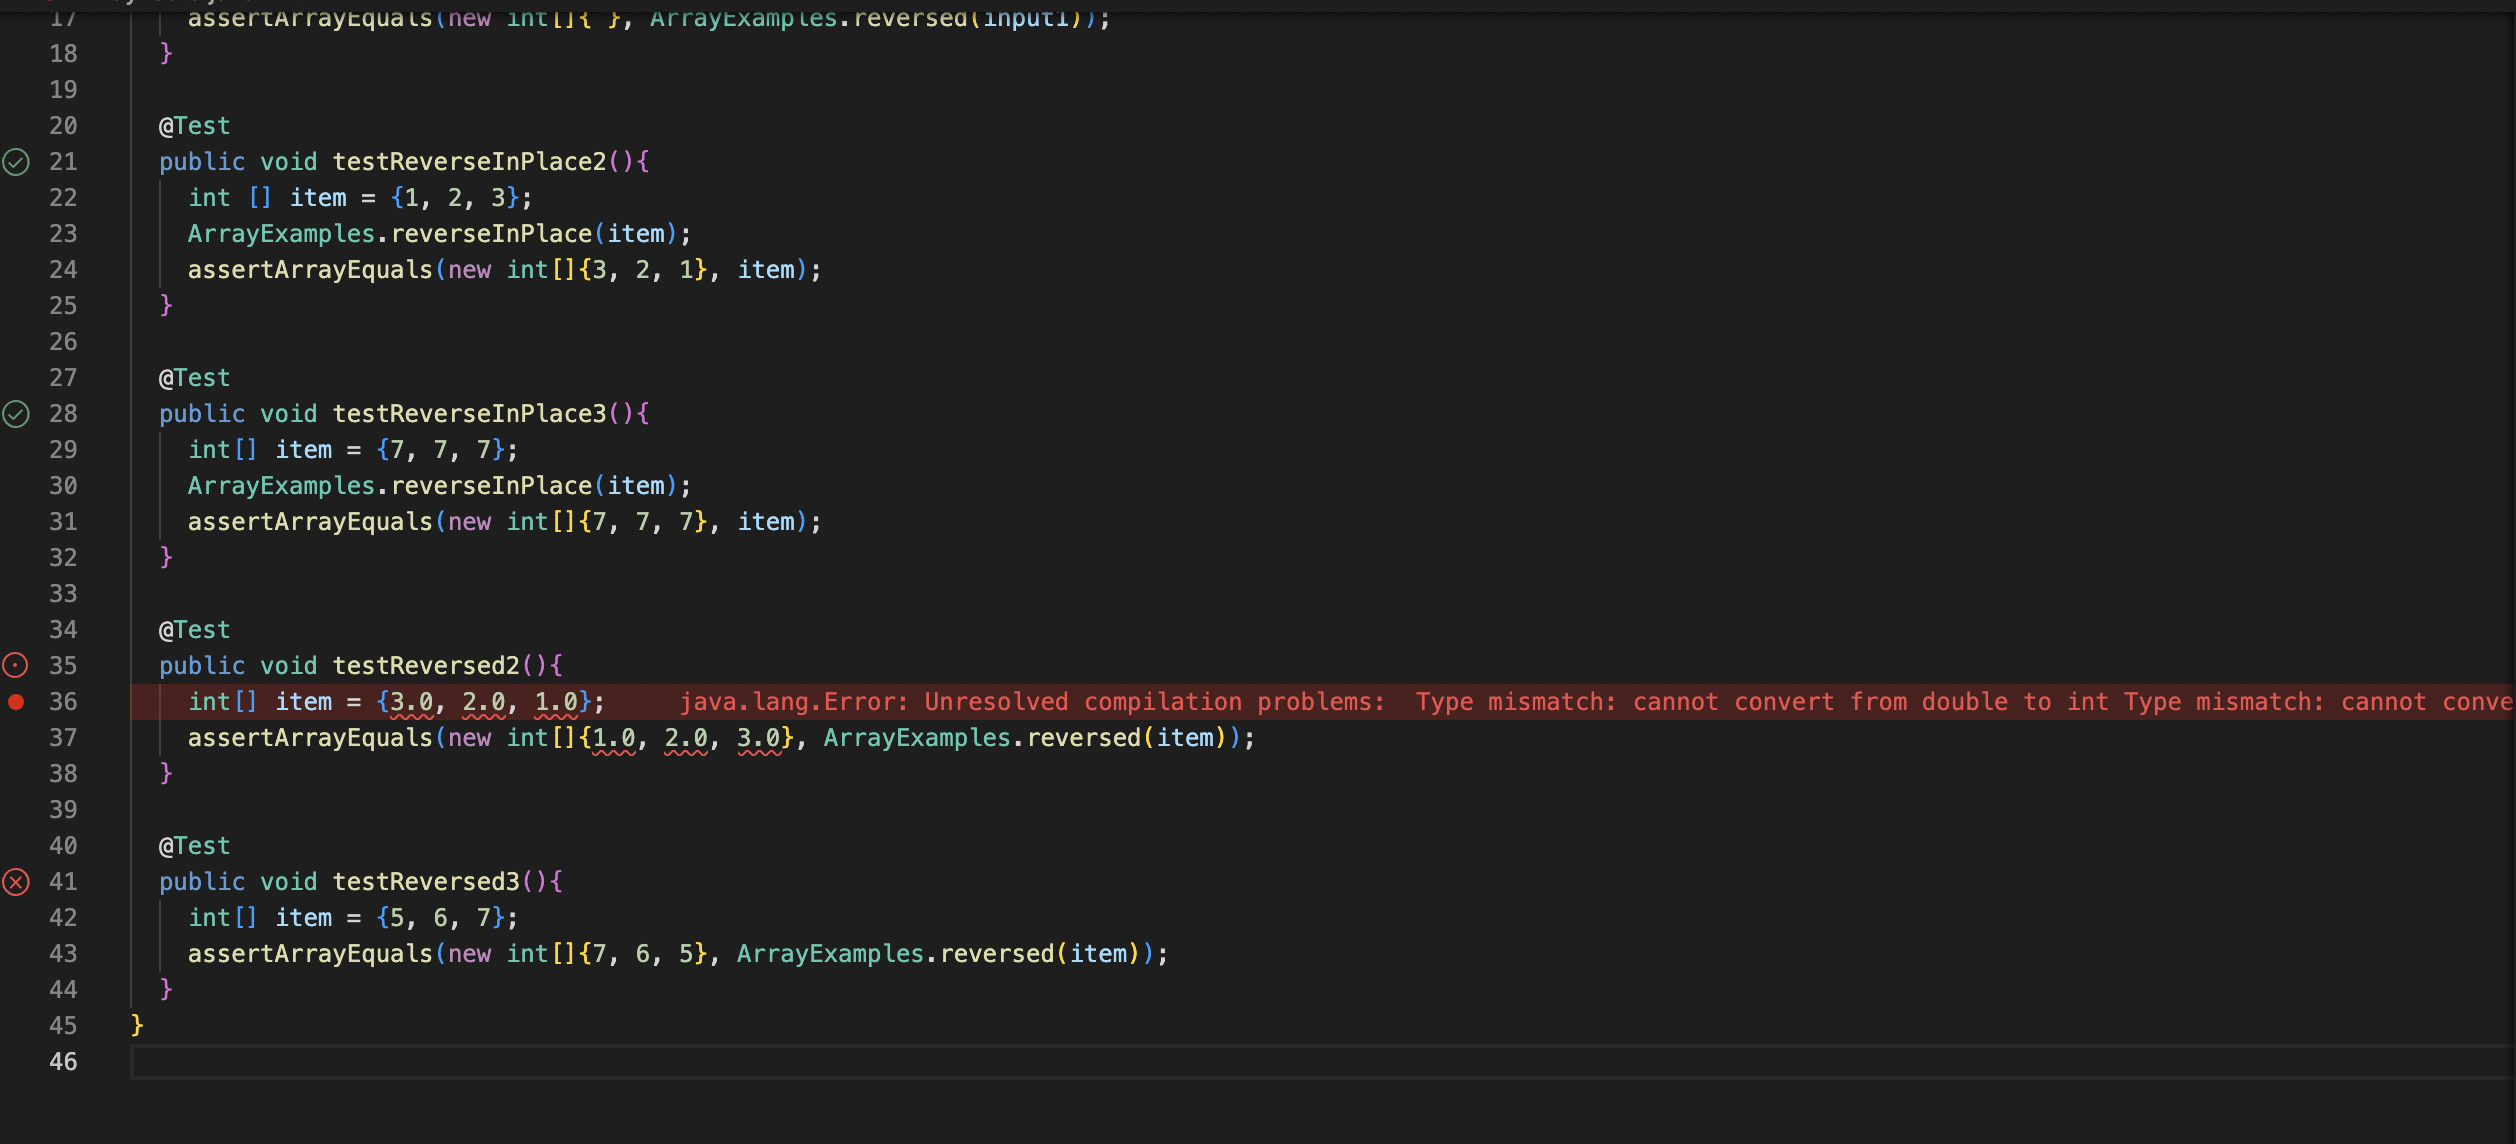 17 assertArrayEquals(new int[]{ }, ArrayExamples.reversed(input1));
18 }
19
20 @Test
21 public void testReverseInPlace2(){
22 int [] item = {1, 2, 3};
23 ArrayExamples.reverseInPlace(item);
24 assertArrayEquals(new int[]{3, 2, 1}, item);
25 }
26
27 @Test
28 public void testReverseInPlace3(){
29 int[] item = {7, 7, 7};
30 ArrayExamples.reverseInPlace(item);
31 assertArrayEquals(new int[]{7, 7, 7}, item);
32 }
33
34 @Test
35 public void testReversed2(){
36 int[] item = {3.0, 2.0, 1.0}; java.lang.Error: Unresolved compilation problems: Type mismatch: cannot convert from double to int Type mismatch: cannot conve
37 assertArrayEquals(new int[]{1.0, 2.0, 3.0}, ArrayExamples.reversed(item));
38 }
39
40 @Test
41 public void testReversed3(){
42 int[] item = {5, 6, 7};
43 assertArrayEquals(new int[]{7, 6, 5}, ArrayExamples.reversed(item));
44 }
45 }
46